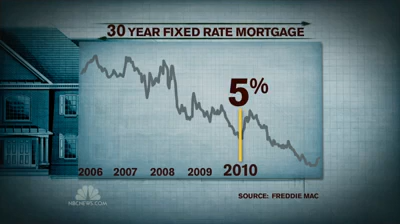 30 YEAR FIXED RATE MORTGAGE
5%
2006 2007 2008 2009 2010
NBCNEWS.COM
SOURCE: FREDDIE MAC